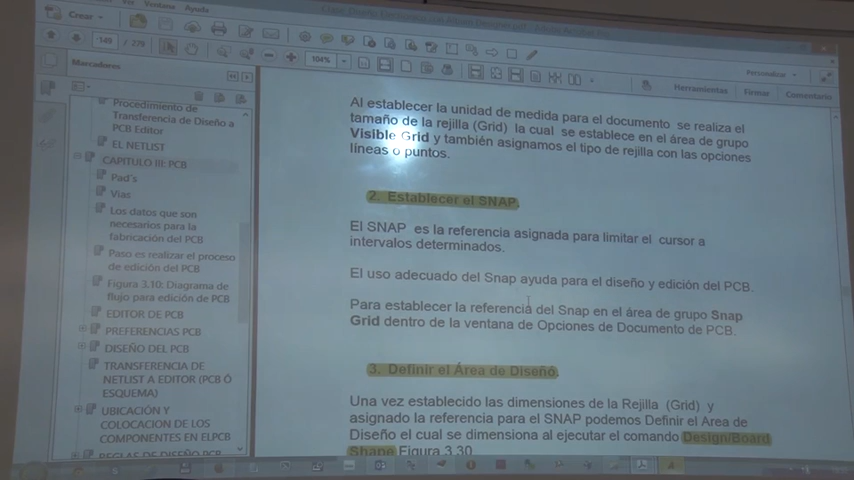 Ventana Ayuda
Crear
149 / 279
104%
Personalizar
Herramientas
Firmar
Comentario
Marcadores
Procedimiento de
Transferencia de Diseño a
PCB Editor
EL NETLIST
CAPITULO III: PCB
Pad's
Vias
Los datos que son
necesarios para la
fabricación del PCB
Paso es realizar el proceso
de edición del PCB
Figura 3.10: Diagrama de
flujo para edición de PCB
EDITOR DE PCB
PREFERENCIAS PCB
DISEÑO DEL PCB
TRANSFERENCIA DE
NETLIST A EDITOR (PCB Ó
ESQUEMA)
UBICACIÓN Y
COLOCACION DE LOS
COMPONENTES EN ELPCB
REGLAS DE DISEÑO PCB
Al establecer la unidad de medida para el documento se realiza el
tamaño de la rejilla (Grid) la cual se establece en el área de grupo
Visible Grid y también asignamos el tipo de rejilla con las opciones
líneas o puntos.
2. Establecer el SNAP.
El SNAP es la referencia asignada para limitar el cursor a
intervalos determinados.
El uso adecuado del Snap ayuda para el diseño y edición del PCB.
Para establecer la referencia del Snap en el área de grupo Snap
Grid dentro de la ventana de Opciones de Documento de PCB.
3. Definir el Área de Diseño.
Una vez establecido las dimensiones de la Rejilla (Grid) y
asignado la referencia para el SNAP podemos Definir el Area de
Diseño el cual se dimensiona al ejecutar el comando Design/Board
Shape Figura 3.30